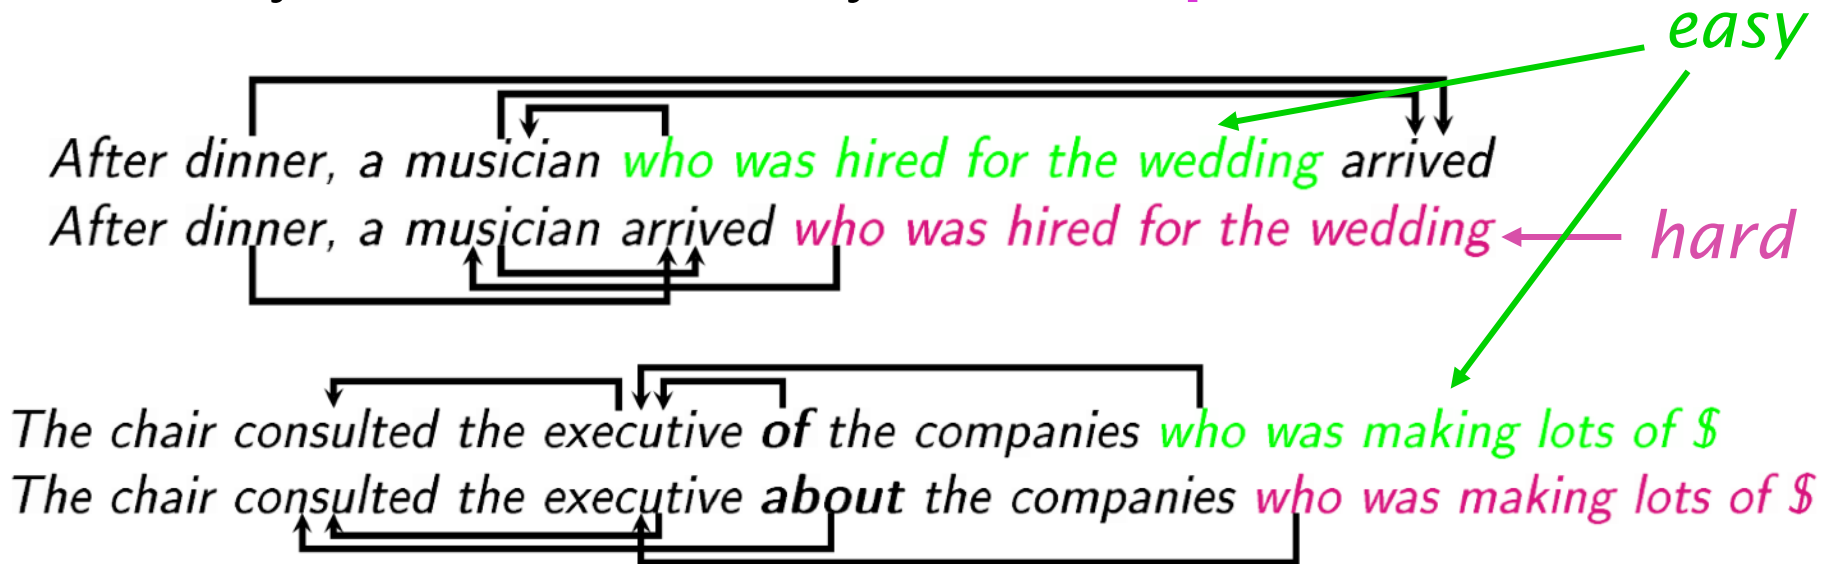 easy
After dinner, a musician who was hired for the wedding arrived
After dinner, a musician arrived who was hired for the wedding
hard
The chair consulted the executive of the companies who was making lots of $
The chair consulted the executive about the companies who was making lots of $